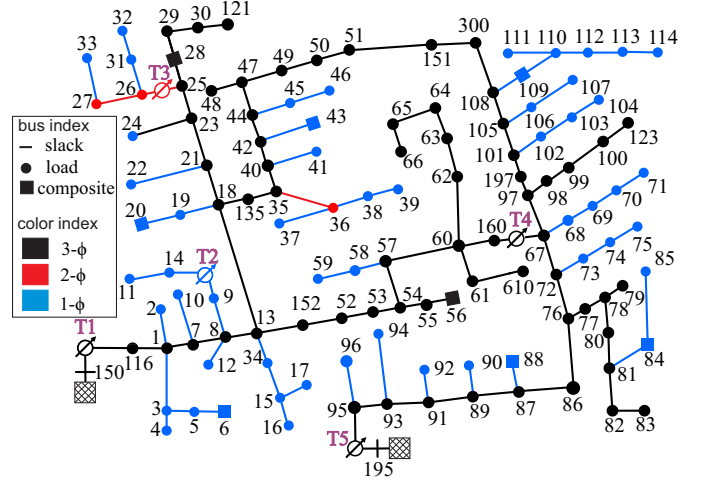 29 30 121
32
300
33 28 50 51 111 110 112 113 114
31 T3 49 151
47
26 25 46
27 48 45 64 108 109
44 43 65 107
bus index 24 23 63 105 106 104
slack 42 103
load 22 21 66 101 123
composite 40 41 62 102 100
197 99
20 19 18 35 39 97 98 71
color index 135 36 38 T4 70
3-ϕ 37 160 69
2-ϕ 14 T2 57 60 67 68 75
1-ϕ 59 58 74
11 10 9 61 610 72 73 85
2 13 54 79
T1 8 152 52 53 55 56 76 77 78
1 7 94 80
150 116 12 34 96 92 90 88 84
17 81
3 15 95
5 6 93 91 89 87 86 82 83
4 16
T5
195